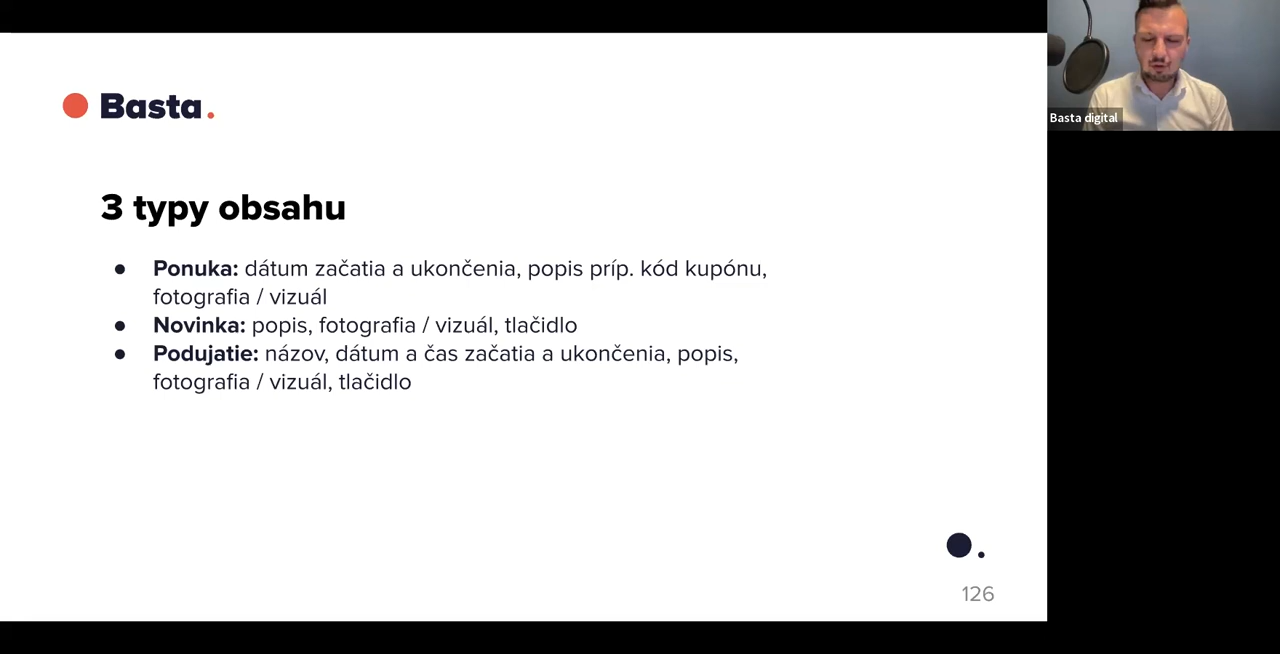 Basta.
3 typy obsahu
● Ponuka: dátum začatia a ukončenia, popis príp. kód kupónu,
fotografia / vizuál
● Novinka: popis, fotografia / vizuál, tlačidlo
● Podujatie: názov, dátum a čas začatia a ukončenia, popis,
fotografia / vizuál, tlačidlo
126
Basta digital